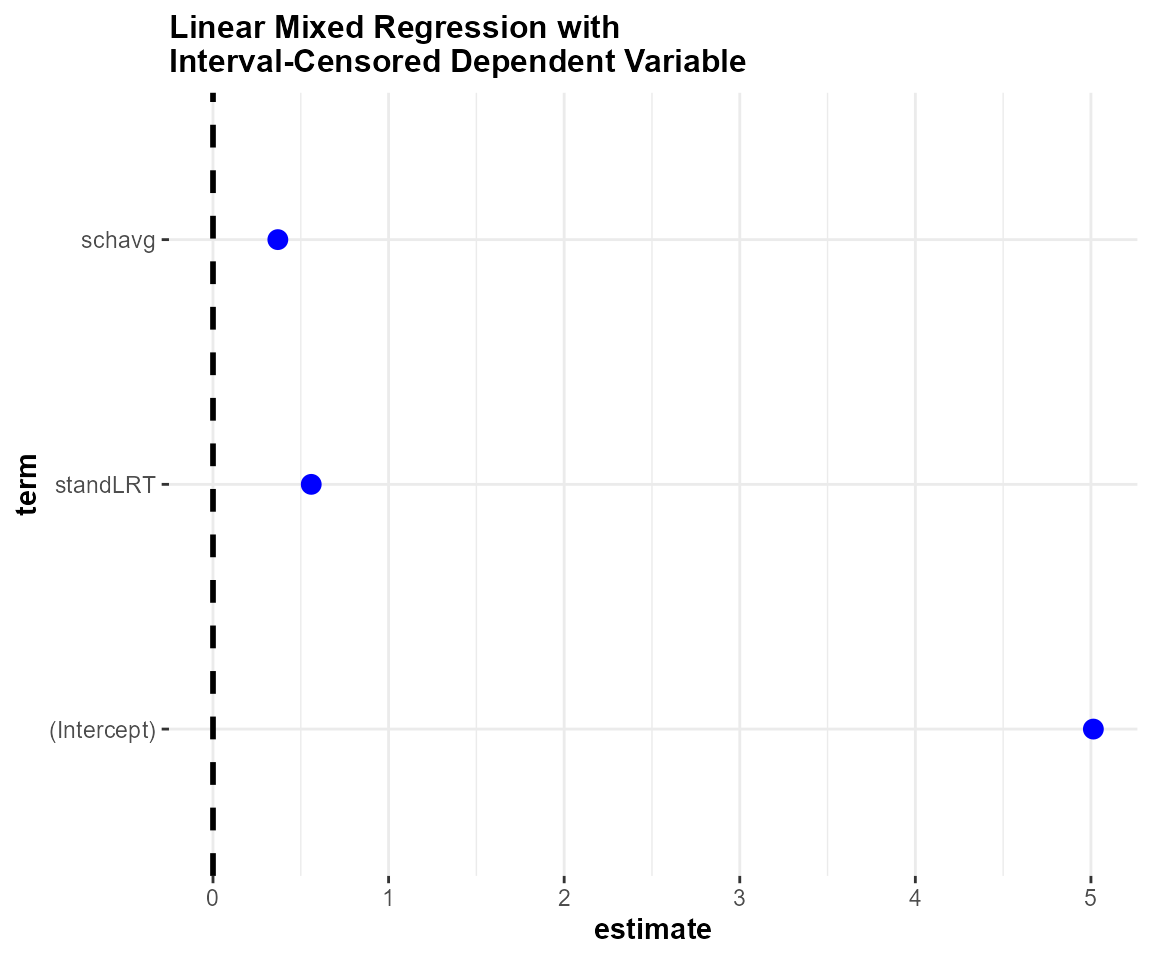 Linear Mixed Regression with
Interval-Censored Dependent Variable
term
schavg
standLRT
(Intercept)
0 1 2 3 4 5
estimate